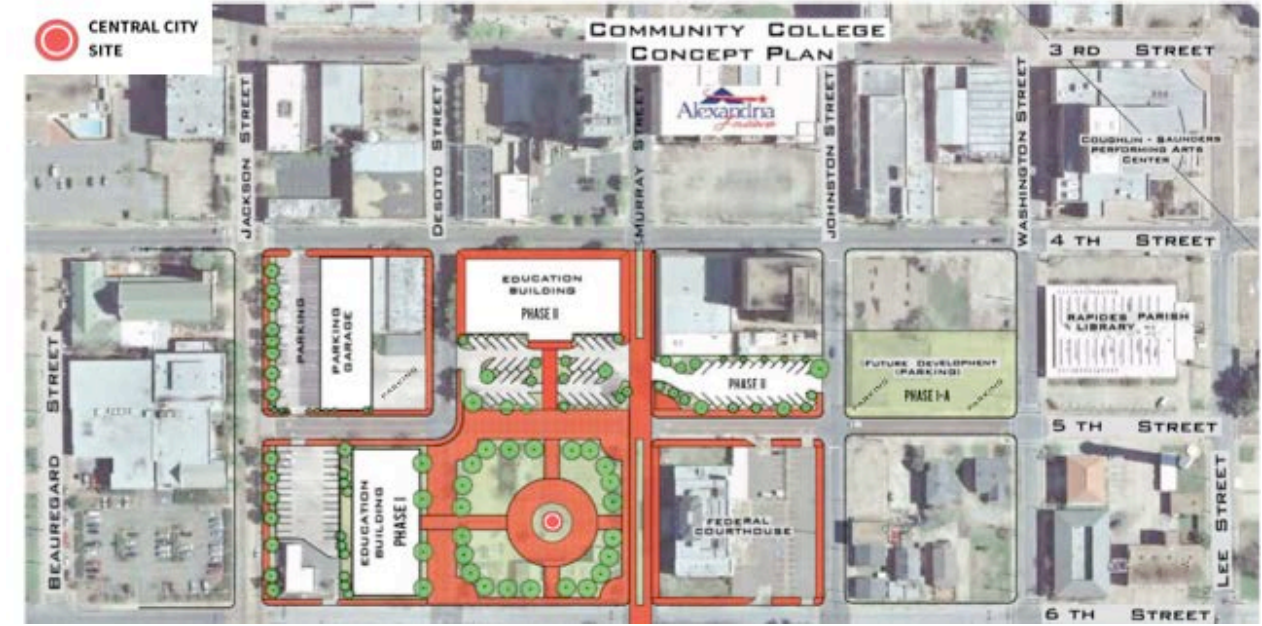 CENTRAL CITY
SITE
COMMUNITY COLLEGE
CONCEPT PLAN
3 RD STREET
Alexandria
JACKSON STREET
DESOTO STREET
MURRAY STREET
JOHNSTON STREET
WASHINGTON STREET
COUGHLIN - SAUNDERS
PERFORMING ARTS
CENTER
4 TH STREET
PARKING
PARKING
GARAGE
PARKING
EDUCATION
BUILDING
PHASE II
PHASE II
FUTURE DEVELOPMENT
(PARKING)
PARKING
PHASE I-A
PARKING
RAPIDES PARISH
LIBRARY
BEAUREGARD STREET
5 TH STREET
EDUCATION
BUILDING
PHASE I
FEDERAL
COURTHOUSE
LEE STREET
6 TH STREET